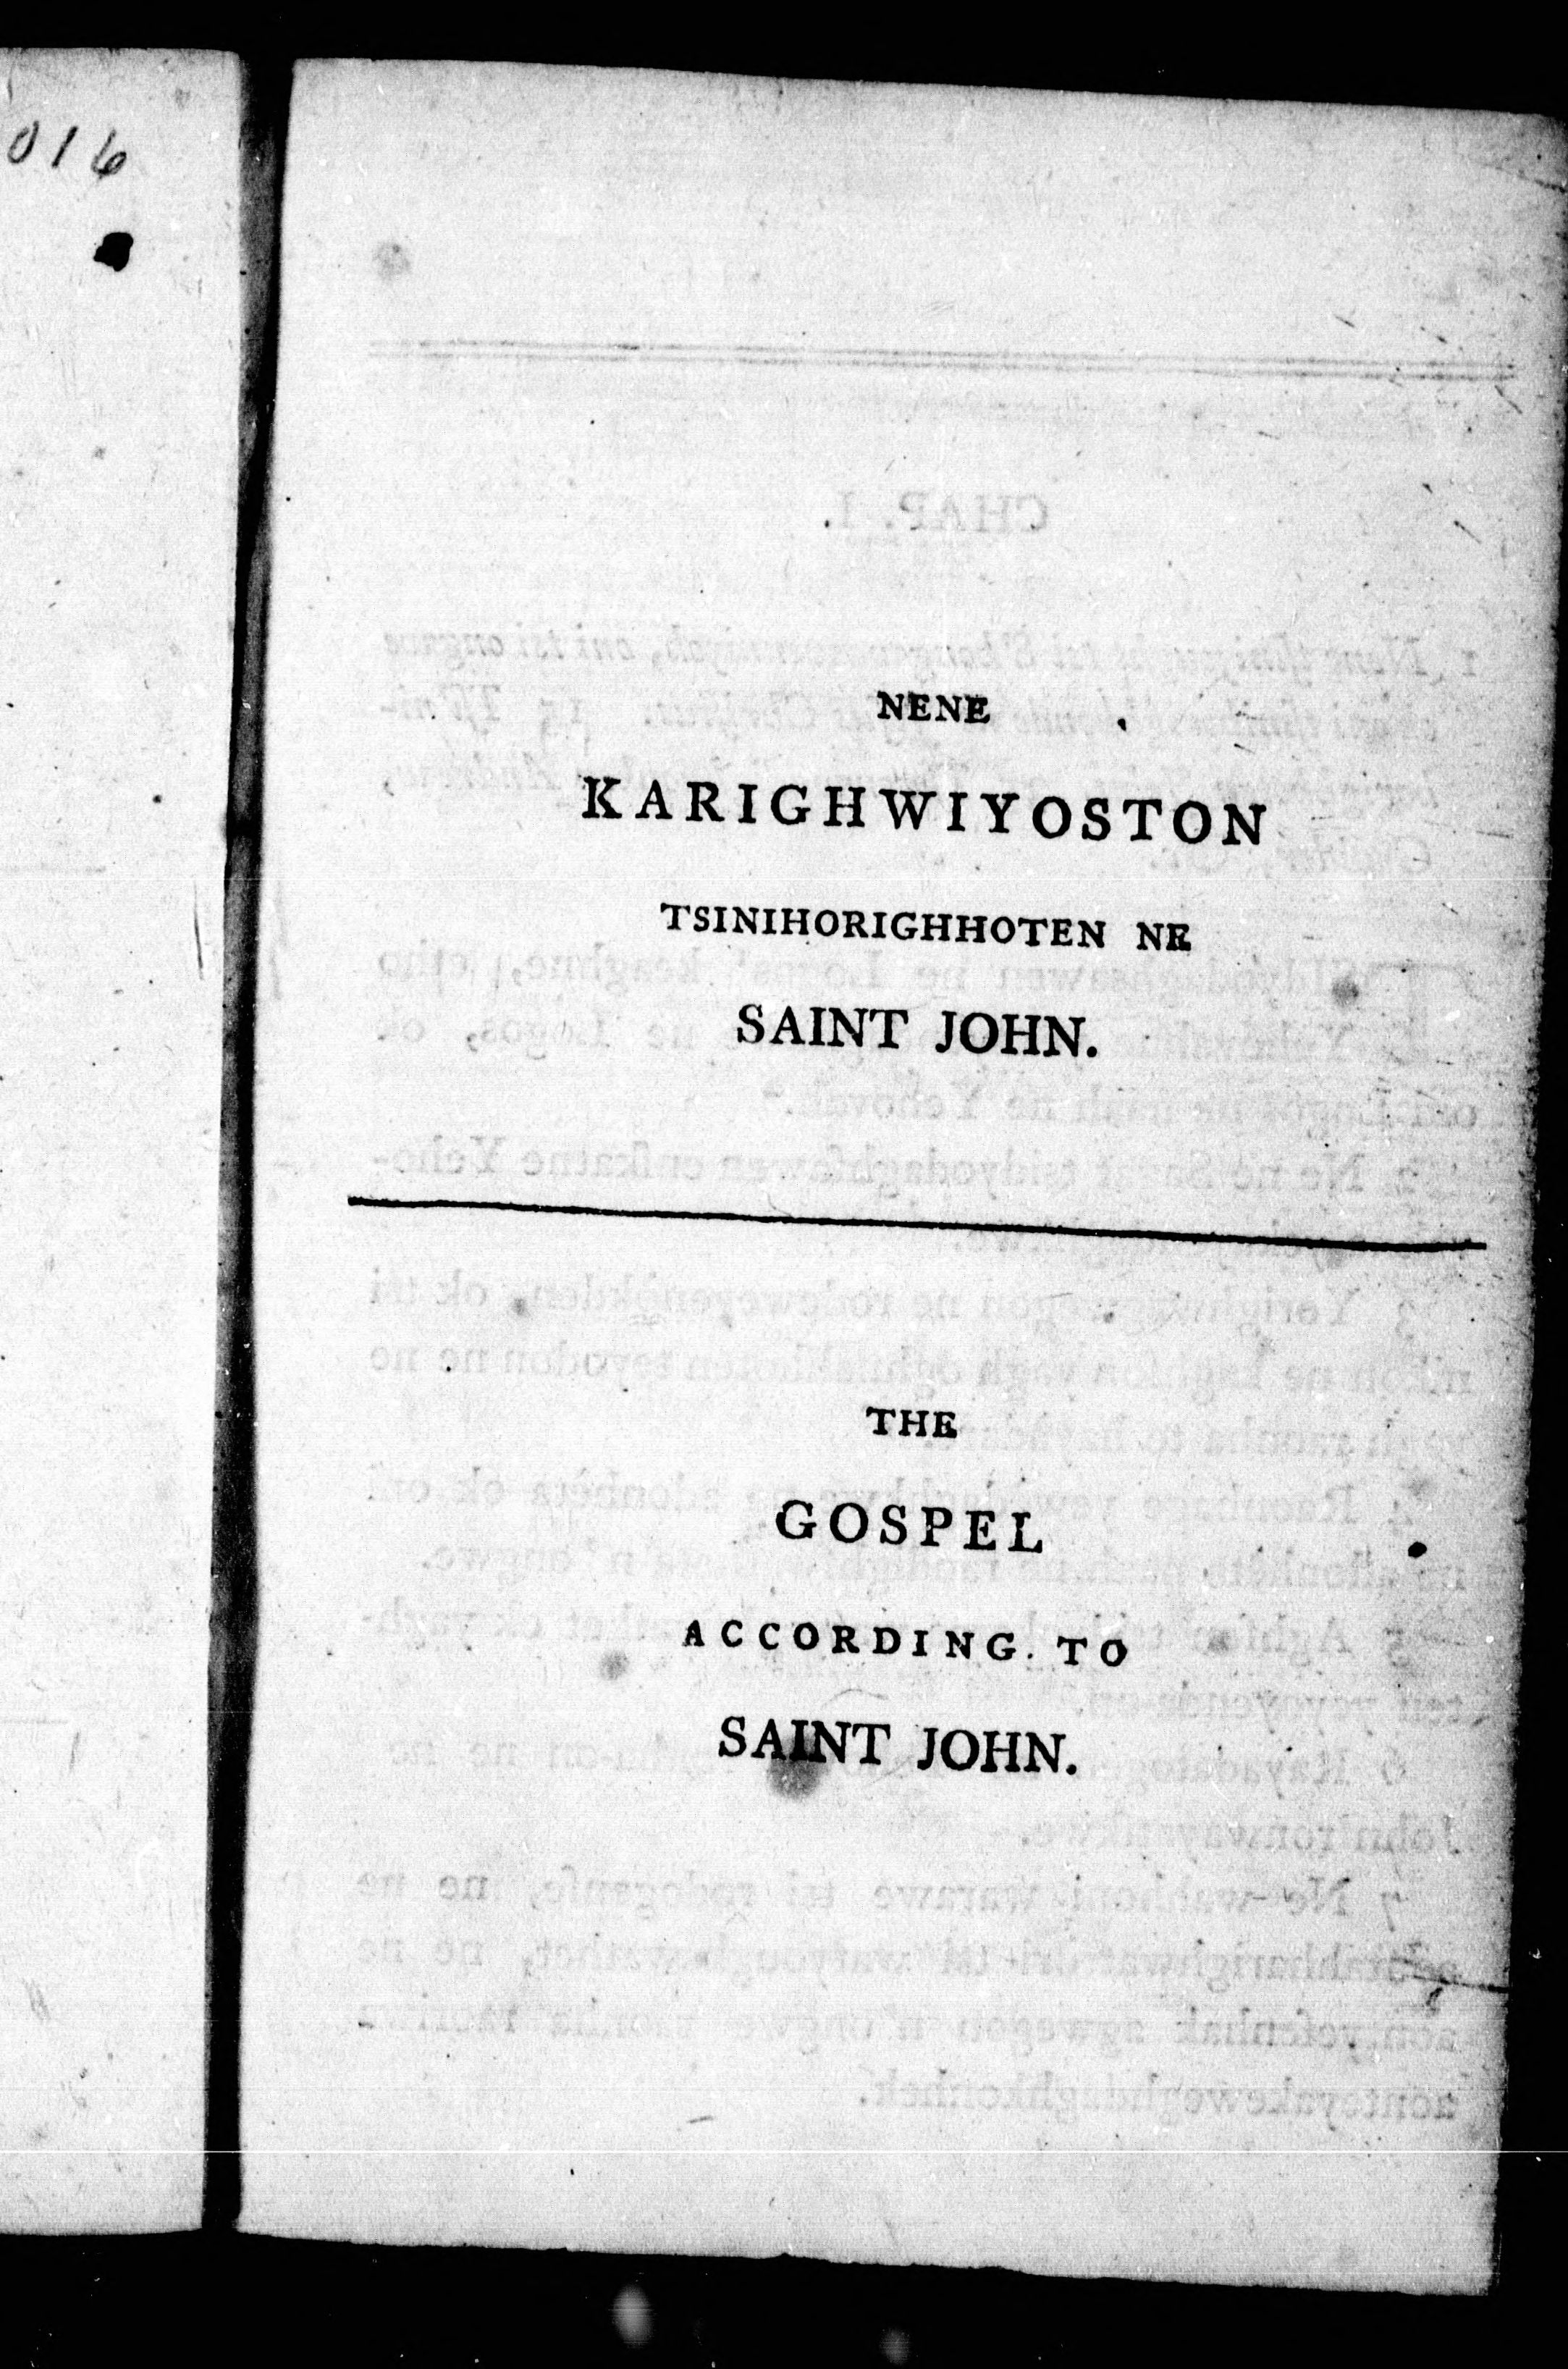 016
NENE
KARIGHWIYOSTON
TSINIHORIGHHOTEN NE
SAINT JOHN.
THE
GOSPEL
ACCORDING. TO
SAINT JOHN.